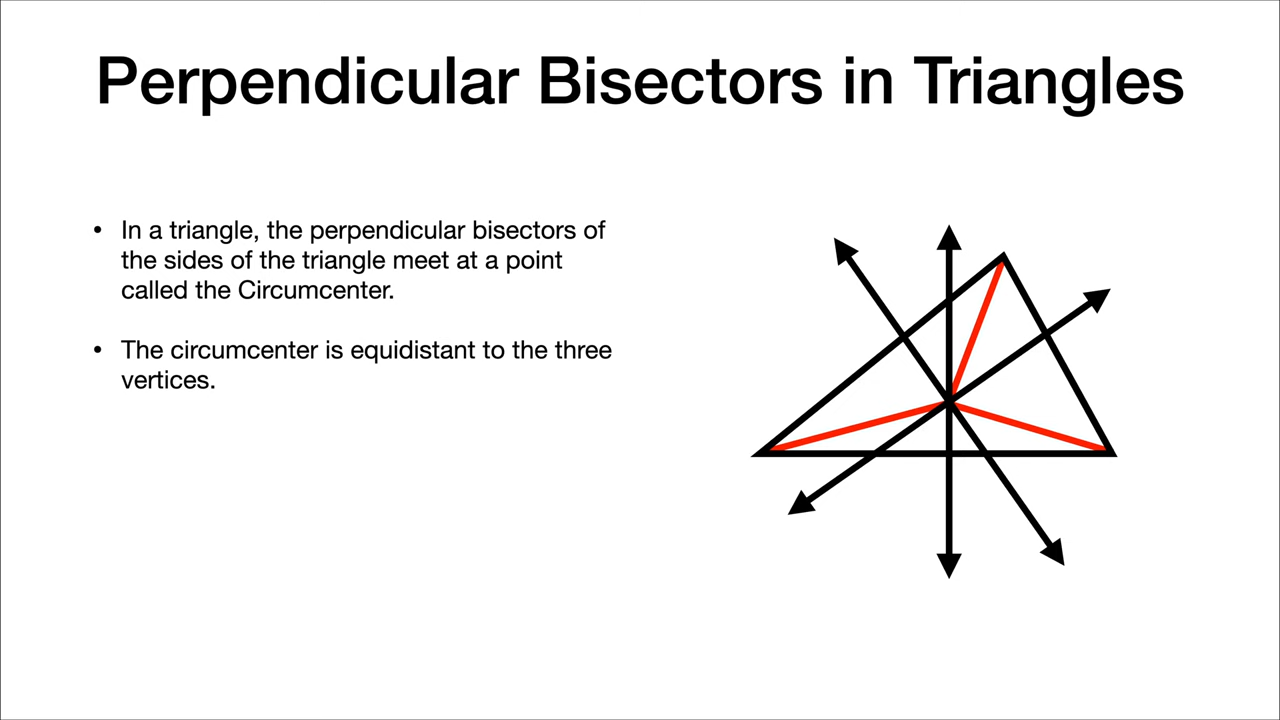 Perpendicular Bisectors in Triangles
• In a triangle, the perpendicular bisectors of
the sides of the triangle meet at a point
called the Circumcenter.
• The circumcenter is equidistant to the three
vertices.